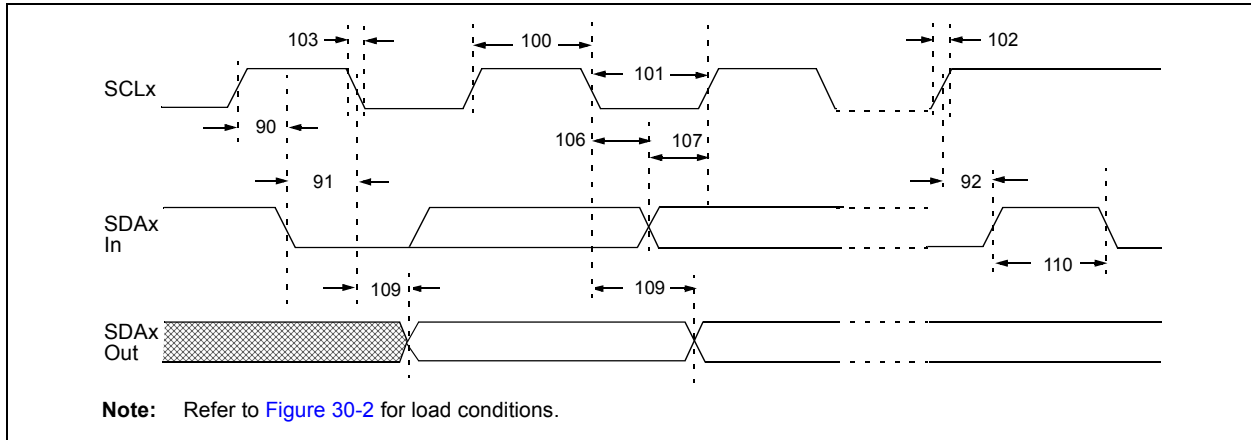 103
100
102
SCLx
101
90
106
107
91
92
SDAx
In
110
109
109
SDAx
Out
Note: Refer to Figure 30-2 for load conditions.